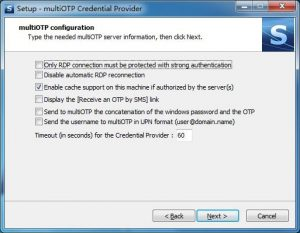 Setup - multiOTP Credential Provider
multiOTP configuration
Type the needed multiOTP server information, then click Next.
S
Only RDP connection must be protected with strong authentication
Disable automatic RDP reconnection
Enable cache support on this machine if authorized by the server(s)
Display the [Receive an OTP by SMS] link
Send to multiOTP the concatenation of the windows password and the OTP
Send the username to multiOTP in UPN format (user@domain.name)
Timeout (in seconds) for the Credential Provider : 60
< Back
Next >
Cancel